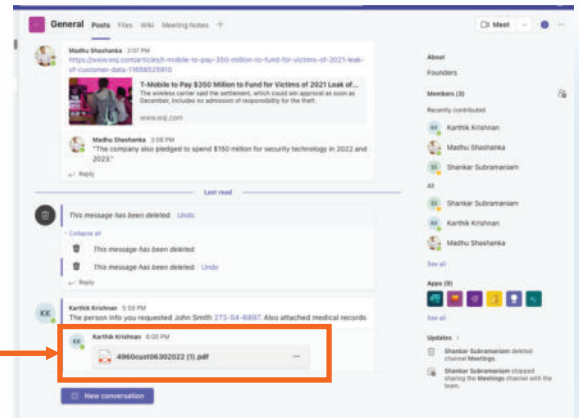 General Posts Files Wiki Meeting Notes +
Meet
Madhu Shashanka 3:07 PM
https://www.wsj.com/articles/t-mobile-to-pay-350-million-to-fund-for-victims-of-2021-leak-
of-customer-data-11658525910
T-Mobile to Pay $350 Million to Fund for Victims of 2021 Leak of...
The wireless carrier said the settlement, which could win approval as soon as
December, includes no admission of responsibility for the theft.
www.wsj.com
Madhu Shashanka 3:08 PM
"The company also pledged to spend $150 million for security technology in 2022 and
2023."
Reply
Last read
This message has been deleted. Undo
Collapse all
This message has been deleted.
This message has been deleted. Undo
Reply
KK
Karthik Krishnan 5:59 PM
The person info you requested John Smith 273-04-6897. Also attached medical records
KK
Karthik Krishnan 6:00 PM
4960cust06302022 (1).pdf
New conversation
About
Founders
Members (3)
Recently contributed
KK Karthik Krishnan
Madhu Shashanka
SS Shankar Subramaniam
All
SS Shankar Subramaniam
KK Karthik Krishnan
Madhu Shashanka
See all
Apps (9)
See all
Updates >
Shankar Subramaniam deleted
channel Meetings.
Shankar Subramaniam stopped
sharing the Meetings channel with the
team.